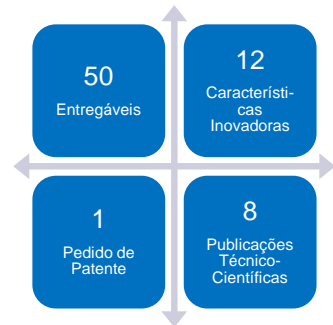 50
Entregáveis
12
Característi-
cas
Inovadoras
1
Pedido de
Patente
8
Publicações
Técnico-
Científicas